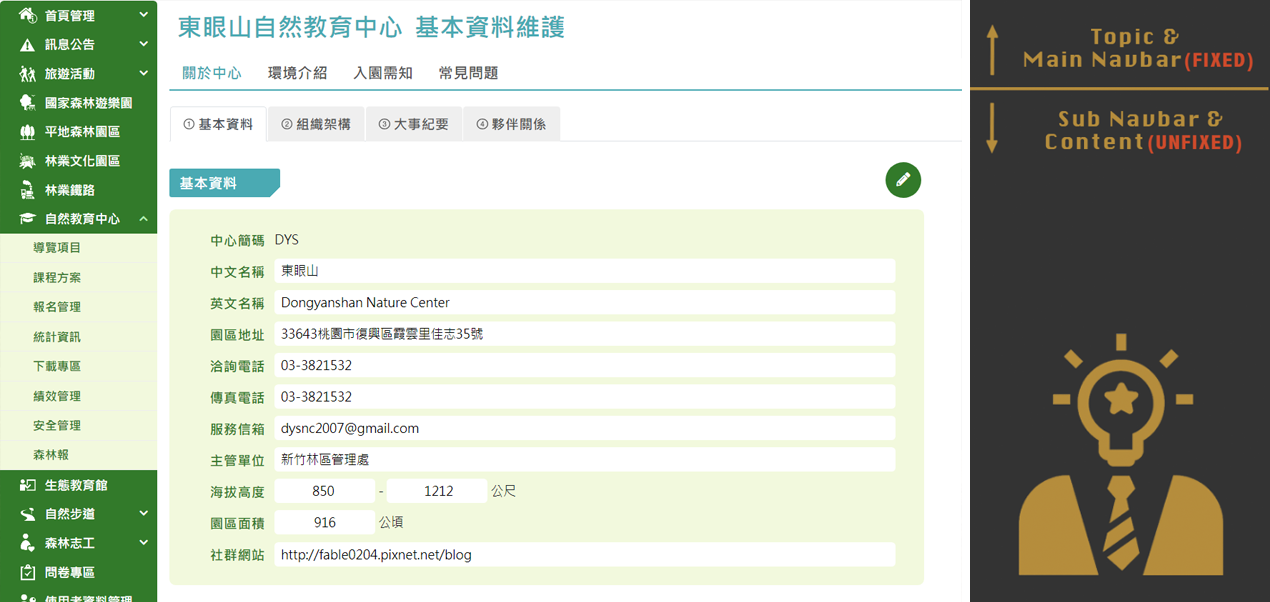 首頁管理
訊息公告
旅遊活動
國家森林遊樂園
平地森林園區
林業文化園區
林業鐵路
自然教育中心
導覽項目
課程方案
報名管理
統計資訊
下載專區
績效管理
安全管理
森林報
生態教育館
自然步道
森林志工
問卷專區
使用者資料管理
東眼山自然教育中心 基本資料維護
關於中心 環境介紹 入園需知 常見問題
① 基本資料 ② 組織架構 ③ 大事紀要 ④ 夥伴關係
基本資料
中心簡碼 DYS
中文名稱 東眼山
英文名稱 Dongyanshan Nature Center
園區地址 33643桃園市復興區霞雲里佳志35號
洽詢電話 03-3821532
傳真電話 03-3821532
服務信箱 dysnc2007@gmail.com
主管單位 新竹林區管理處
海拔高度 850 - 1212 公尺
園區面積 916 公頃
社群網站 http://fable0204.pixnet.net/blog
Topic &
Main Navbar(FIXED)
Sub Navbar &
Content(UNFIXED)